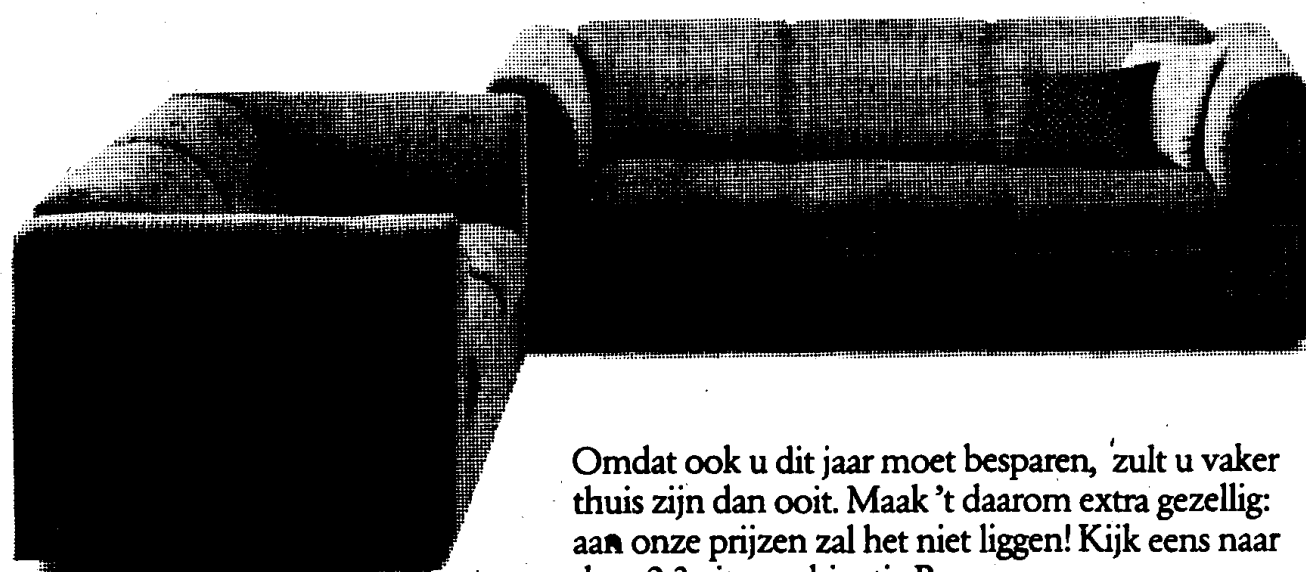 Omdat ook u dit jaar moet besparen, zult u vaker
thuis zijn dan ooit. Maak ’t daarom extra gezellig:
aan onze prijzen zal het niet liggen! Kijk eens naar